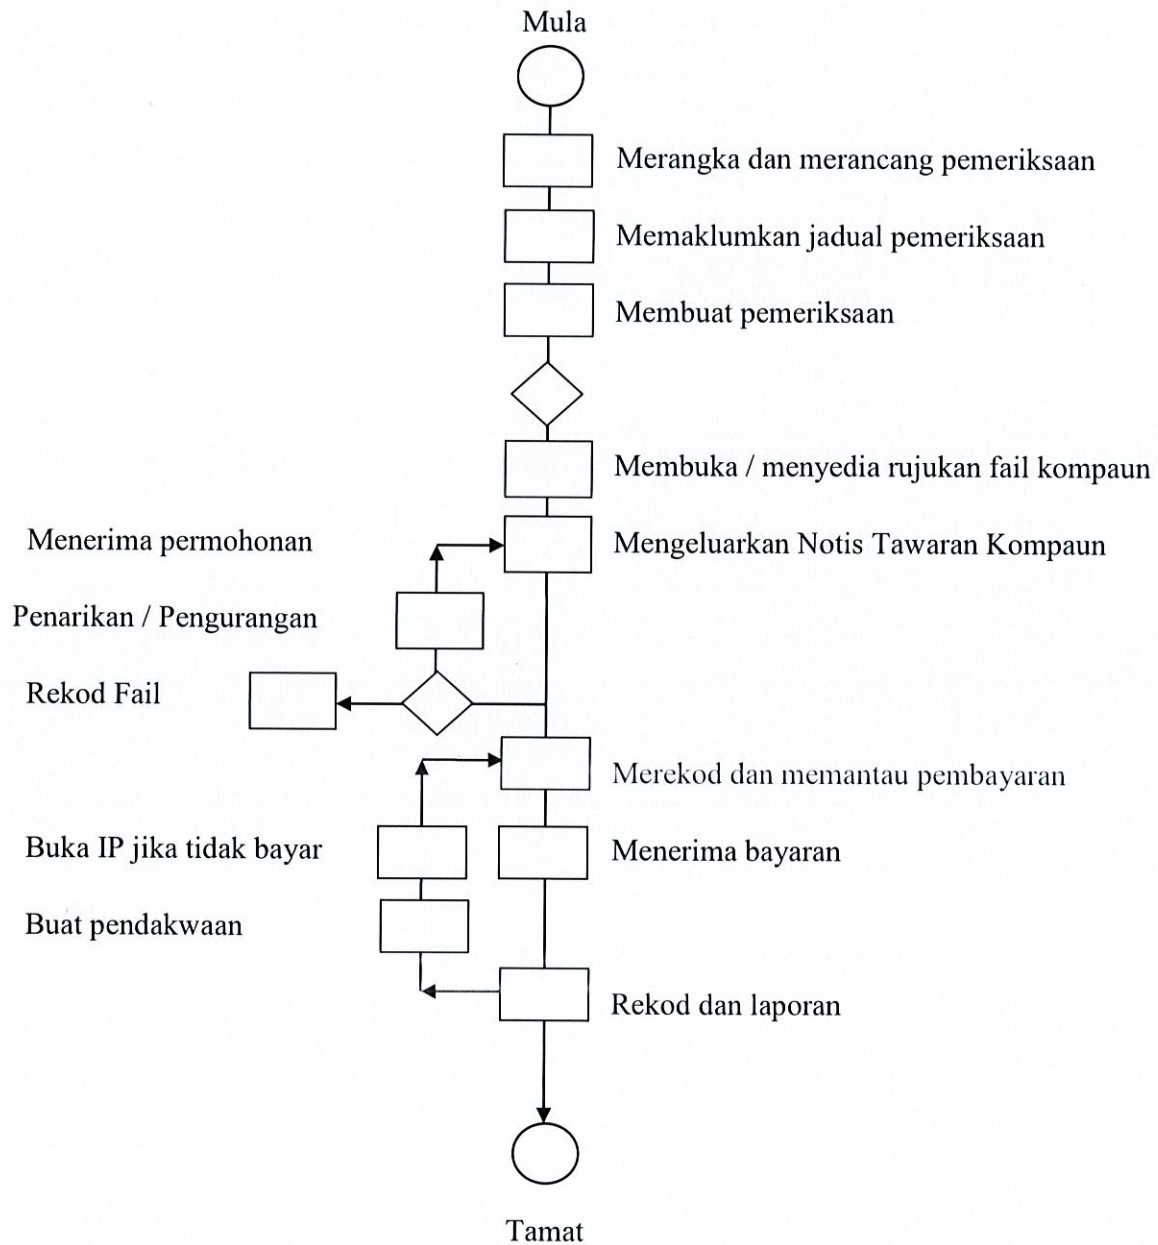 Mula
Merangka dan merancang pemeriksaan
Memaklumkan jadual pemeriksaan
Membuat pemeriksaan
Membuka / menyedia rujukan fail kompaun
Menerima permohonan
Mengeluarkan Notis Tawaran Kompaun
Penarikan / Pengurangan
Rekod Fail
Merekod dan memantau pembayaran
Buka IP jika tidak bayar
Menerima bayaran
Buat pendakwaan
Rekod dan laporan
Tamat